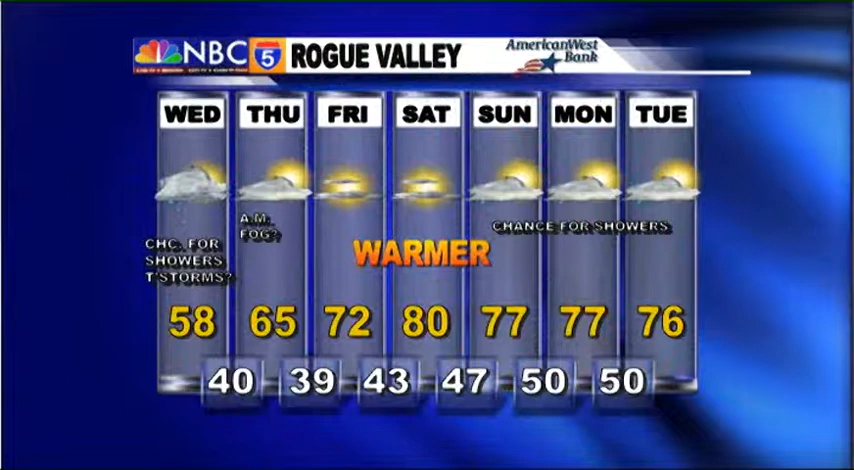 NBC 5 ROGUE VALLEY AmericanWest
Bank
WED THU FRI SAT SUN MON TUE
A.M.
FOG?
CHANCE FOR SHOWERS
CHC. FOR
SHOWERS
T'STORMS?
WARMER
58 65 72 80 77 77 76
40 39 43 47 50 50